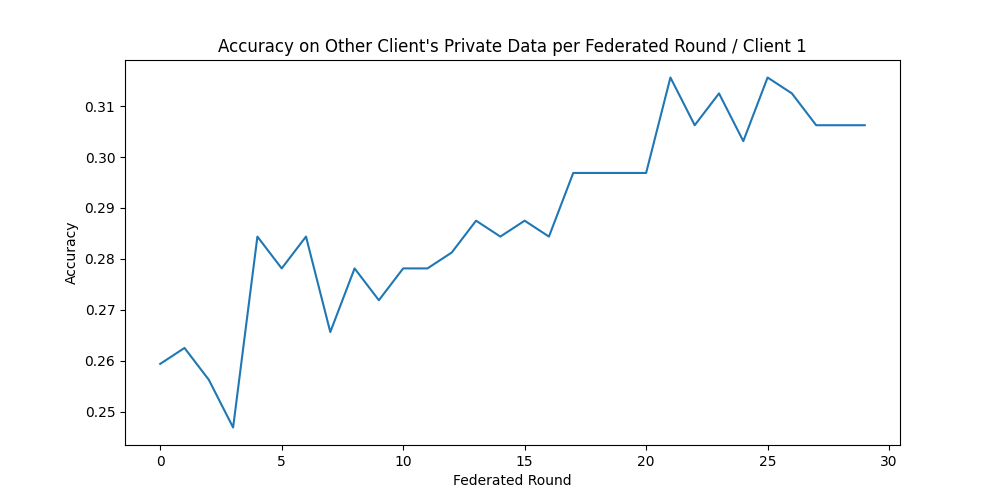 Accuracy on Other Client's Private Data per Federated Round / Client 1
0.31
0.30
0.29
0.28
0.27
0.26
0.25
Accuracy
0 5 10 15 20 25 30
Federated Round